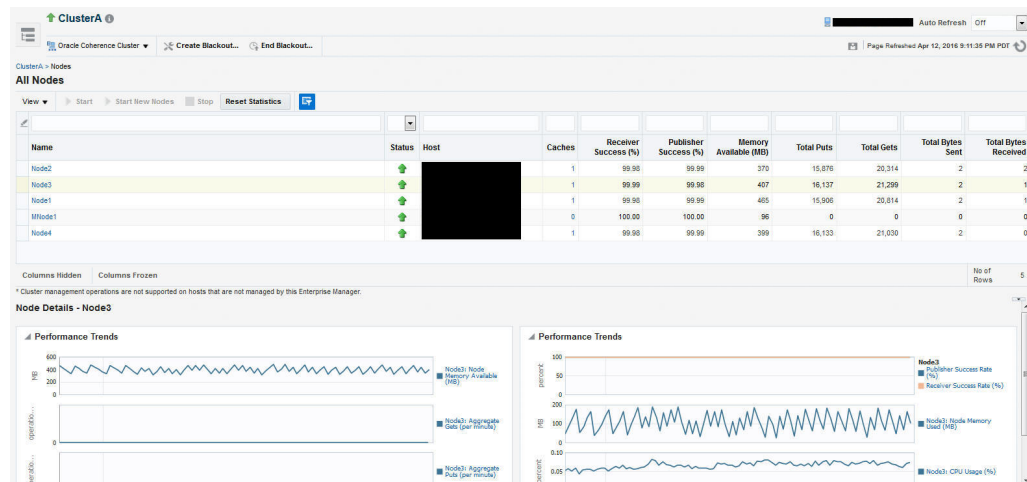 ClusterA
Auto Refresh Off
Oracle Coherence Cluster Create Blackout... End Blackout... Page Refreshed Apr 12, 2016 9:11:35 PM PDT
ClusterA > Nodes
All Nodes
View Start Start New Nodes Stop Reset Statistics
Name Status Host Caches Receiver Success (%) Publisher Success (%) Memory Available (MB) Total Puts Total Gets Total Bytes Sent Total Bytes Received
Node2 1 99.98 99.99 370 15,876 20,314 2 2
Node3 1 99.99 99.98 407 16,137 21,299 2 1
Node1 1 99.98 99.99 465 15,906 20,814 2 1
MNode1 0 100.00 100.00 96 0 0 0 0
Node4 1 99.98 99.99 399 16,133 21,030 2 0
Columns Hidden Columns Frozen No of Rows 5
* Cluster management operations are not supported on hosts that are not managed by this Enterprise Manager.
Node Details - Node3
Performance Trends
MB
600
400
200
0
Node3: Node Memory Available (MB)
operatio...
0
Node3: Aggregate Gets (per minute)
Node3: Aggregate Puts (per minute)
Performance Trends
percent
100
50
0
Node3
Publisher Success Rate (%)
Receiver Success Rate (%)
MB
200
100
0
Node3: Node Memory Used (MB)
percent
0.10
0.05
Node3: CPU Usage (%)